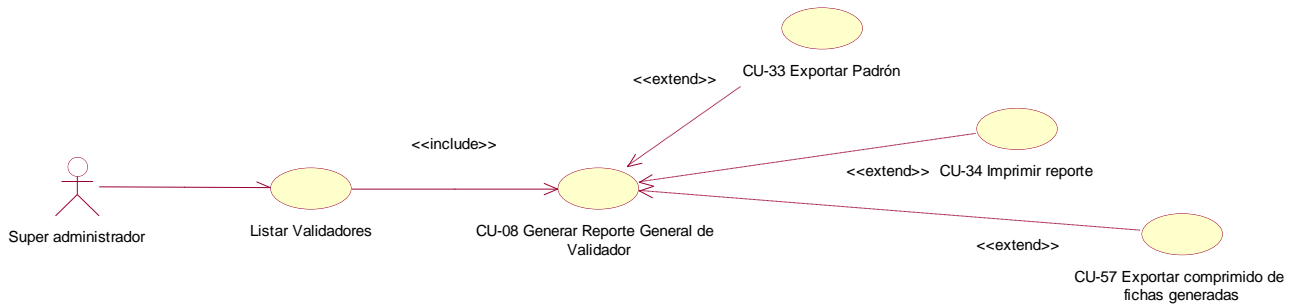 <<extend>>
CU-33 Exportar Padrón
<<include>>
<<extend>>
CU-34 Imprimir reporte
Super administrador
Listar Validadores
CU-08 Generar Reporte General de
Validador
<<extend>>
CU-57 Exportar comprimido de
fichas generadas